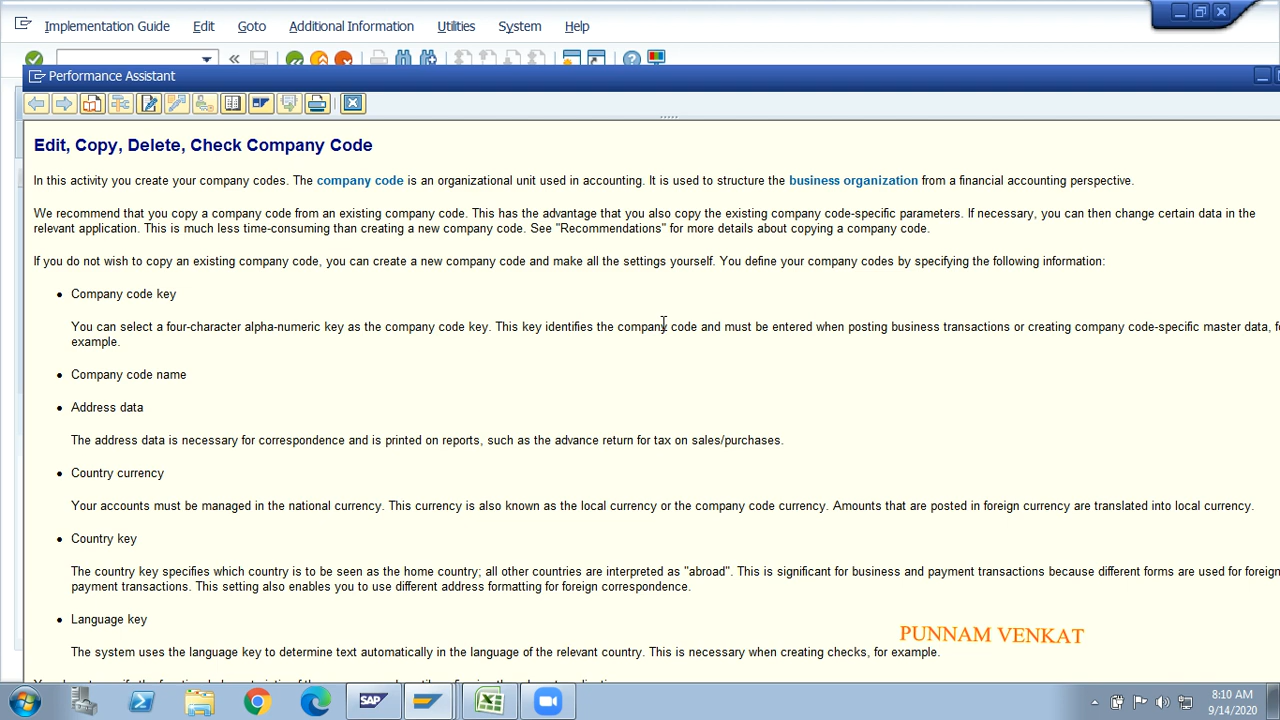 Implementation Guide Edit Goto Additional Information Utilities System Help
Performance Assistant
Edit, Copy, Delete, Check Company Code
In this activity you create your company codes. The company code is an organizational unit used in accounting. It is used to structure the business organization from a financial accounting perspective.
We recommend that you copy a company code from an existing company code. This has the advantage that you also copy the existing company code-specific parameters. If necessary, you can then change certain data in the
relevant application. This is much less time-consuming than creating a new company code. See "Recommendations" for more details about copying a company code.
If you do not wish to copy an existing company code, you can create a new company code and make all the settings yourself. You define your company codes by specifying the following information:
• Company code key
You can select a four-character alpha-numeric key as the company code key. This key identifies the company code and must be entered when posting business transactions or creating company code-specific master data,
example.
• Company code name
• Address data
The address data is necessary for correspondence and is printed on reports, such as the advance return for tax on sales/purchases.
• Country currency
Your accounts must be managed in the national currency. This currency is also known as the local currency or the company code currency. Amounts that are posted in foreign currency are translated into local currency.
• Country key
The country key specifies which country is to be seen as the home country; all other countries are interpreted as "abroad". This is significant for business and payment transactions because different forms are used for foreign
payment transactions. This setting also enables you to use different address formatting for foreign correspondence.
• Language key
PUNNAM VENKAT
The system uses the language key to determine text automatically in the language of the relevant country. This is necessary when creating checks, for example.
SAP
8:10 AM
9/14/2020